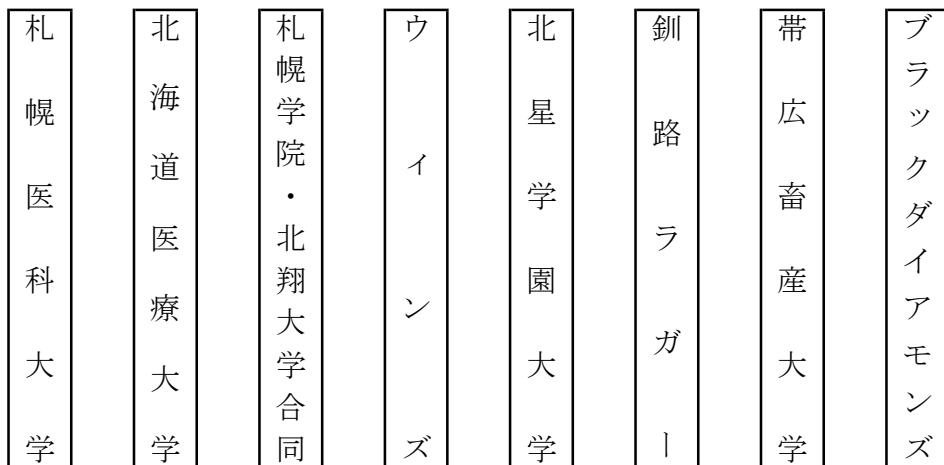 札幌医科大学
北海道医療大学
札幌学院・北翔大学合同
ウィンズ
北星学園大学
釧路ラガー
帯広畜産大学
ブラックダイアモンズ